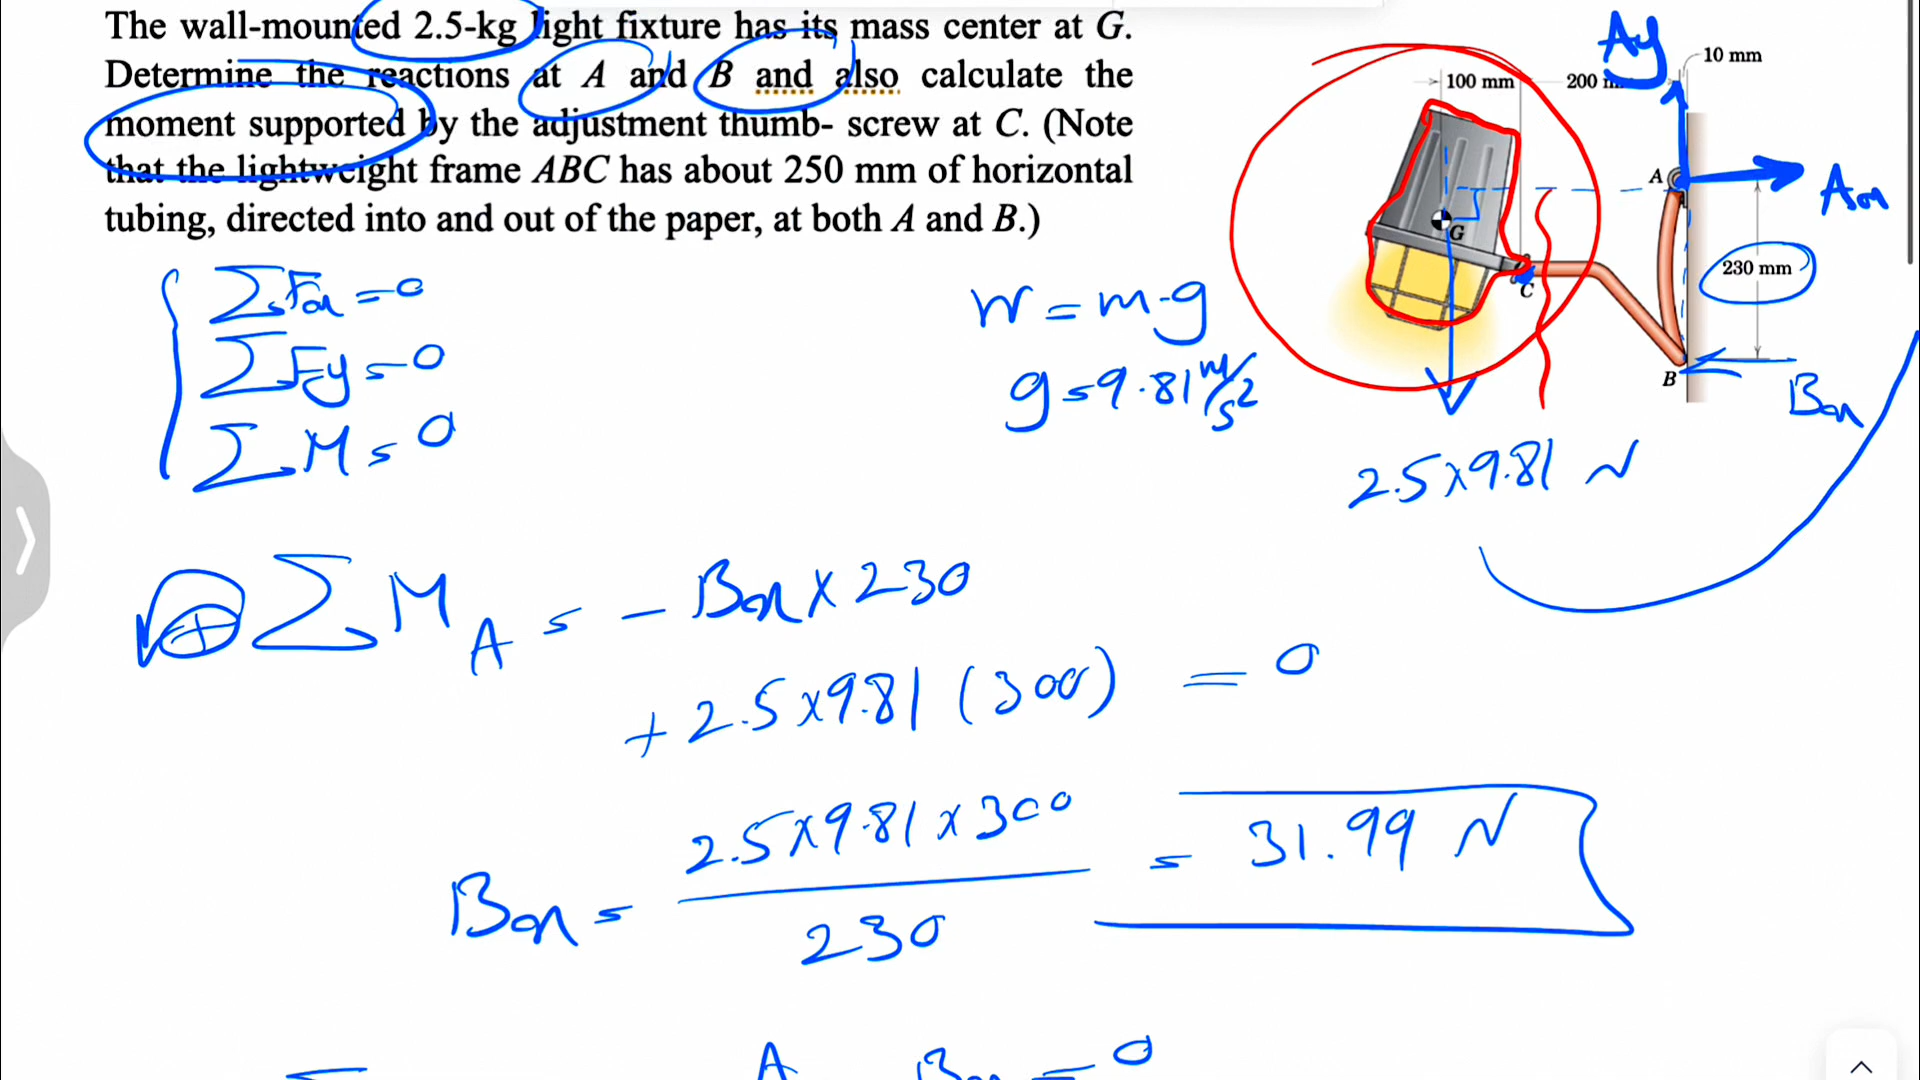 The wall-mounted 2.5-kg light fixture has its mass center at G.
Determine the reactions at A and B and also calculate the
moment supported by the adjustment thumb- screw at C. (Note
that the lightweight frame ABC has about 250 mm of horizontal
tubing, directed into and out of the paper, at both A and B.)
Ay
10 mm
100 mm
200
A
Ax
G
230 mm
C
B
Bx
2.5×9.81 N
ΣFx = 0
ΣFy = 0
ΣM = 0
W = m·g
g = 9.81 m/s²
+ ΣM_A = - Bx × 230
+ 2.5 × 9.81 (300) = 0
Bx = 2.5×9.81×300 / 230 = 31.99 N
A Bx = 0